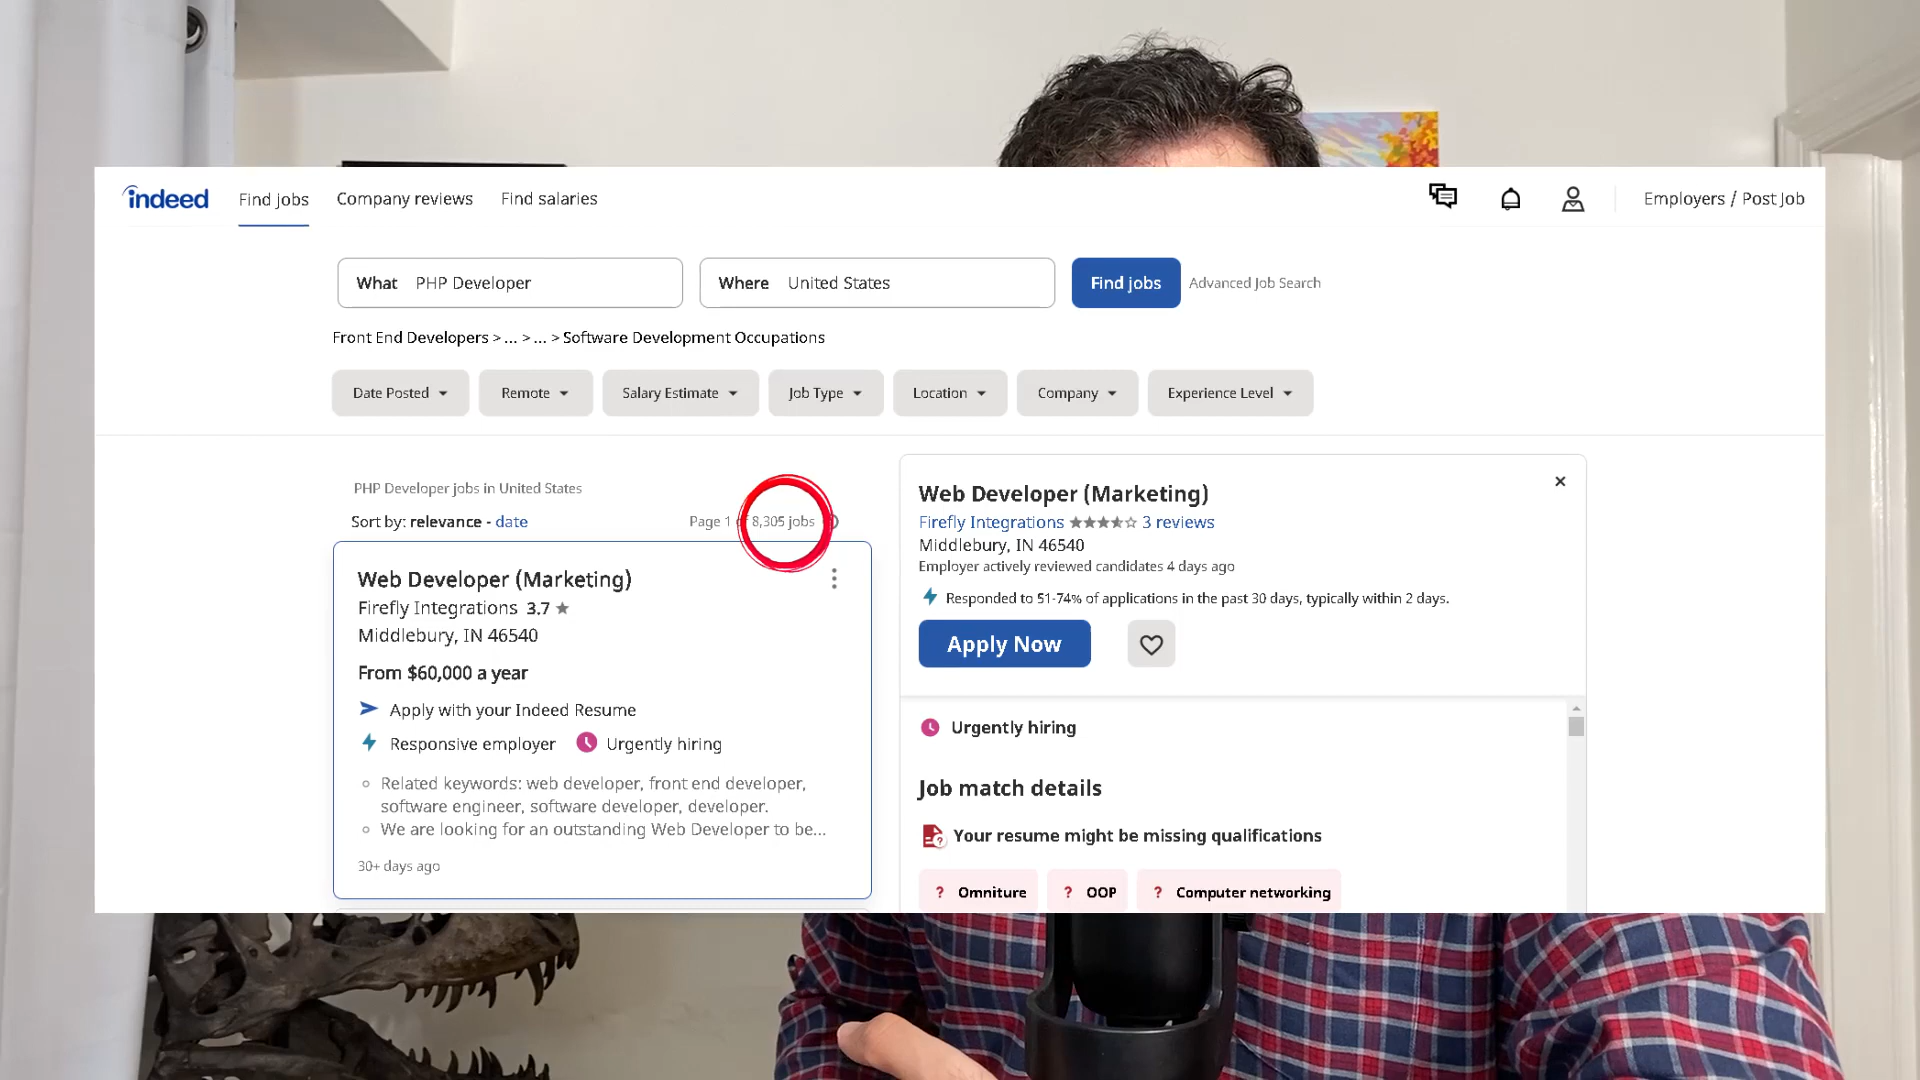 indeed
Find jobs
Company reviews
Find salaries
Employers / Post Job
What PHP Developer
Where United States
Find jobs
Advanced Job Search
Front End Developers > ... > ... > Software Development Occupations
Date Posted
Remote
Salary Estimate
Job Type
Location
Company
Experience Level
PHP Developer jobs in United States
Sort by: relevance - date
Page 1 of 8,305 jobs
Web Developer (Marketing)
Firefly Integrations 3.7
Middlebury, IN 46540
From $60,000 a year
Apply with your Indeed Resume
Responsive employer
Urgently hiring
Related keywords: web developer, front end developer,
software engineer, software developer, developer.
We are looking for an outstanding Web Developer to be...
30+ days ago
Web Developer (Marketing)
Firefly Integrations 3 reviews
Middlebury, IN 46540
Employer actively reviewed candidates 4 days ago
Responded to 51-74% of applications in the past 30 days, typically within 2 days.
Apply Now
Urgently hiring
Job match details
Your resume might be missing qualifications
? Omniture
? OOP
? Computer networking